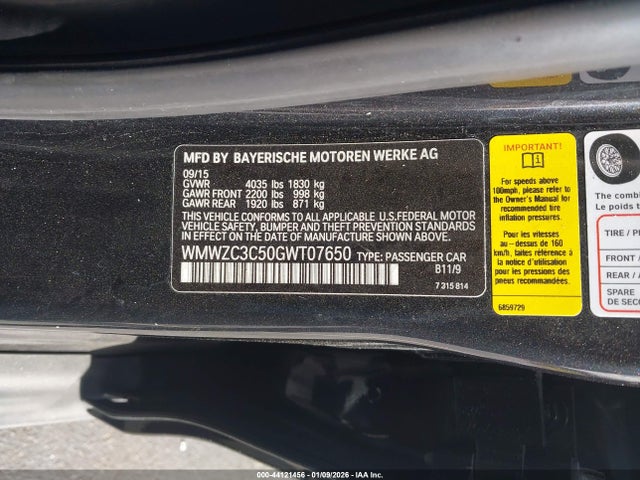 MFD BY BAYERISCHE MOTOREN WERKE AG
09/15
GVWR 4035 lbs 1830 kg
GAWR FRONT 2200 lbs 998 kg
GAWR REAR 1920 lbs 871 kg
THIS VEHICLE CONFORMS TO ALL APPLICABLE U.S.FEDERAL MOTOR
VEHICLE SAFETY, BUMPER AND THEFT PREVENTION STANDARDS
IN EFFECT ON THE DATE OF MANUFACTURE SHOWN ABOVE.
WMWZC3C50GWT07650 TYPE: PASSENGER CAR
B11/9
7 315 814
For speeds above
100mph, please refer to
the Owner's Manual for
recommended tire
inflation pressures.
Pour les vitesses
au-dessus de 160
km/h, se référer
à la notice d'utilisation
pour les pressions des
pneus recommandées.
6859729
The combined
Le poids t
TIRE / P
FRONT /
REAR /
SPARE
DE SECO
000-44121456 - 01/09/2026 - IAA Inc.